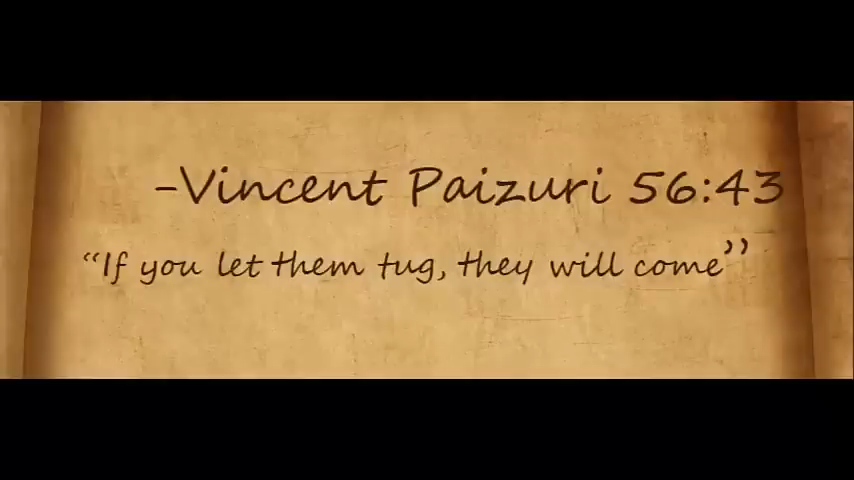 -Vincent Paizuri 56:43
“If you let them tug, they will come”